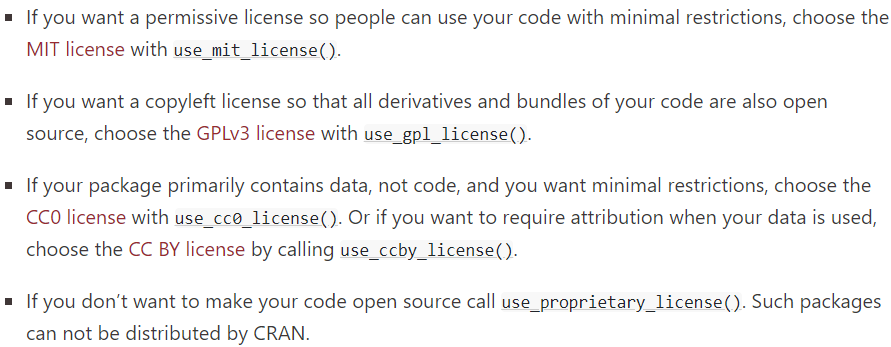 ▪ If you want a permissive license so people can use your code with minimal restrictions, choose the
MIT license with use_mit_license().
▪ If you want a copyleft license so that all derivatives and bundles of your code are also open
source, choose the GPLv3 license with use_gpl_license().
▪ If your package primarily contains data, not code, and you want minimal restrictions, choose the
CC0 license with use_cc0_license(). Or if you want to require attribution when your data is used,
choose the CC BY license by calling use_ccby_license().
▪ If you don’t want to make your code open source call use_proprietary_license(). Such packages
can not be distributed by CRAN.